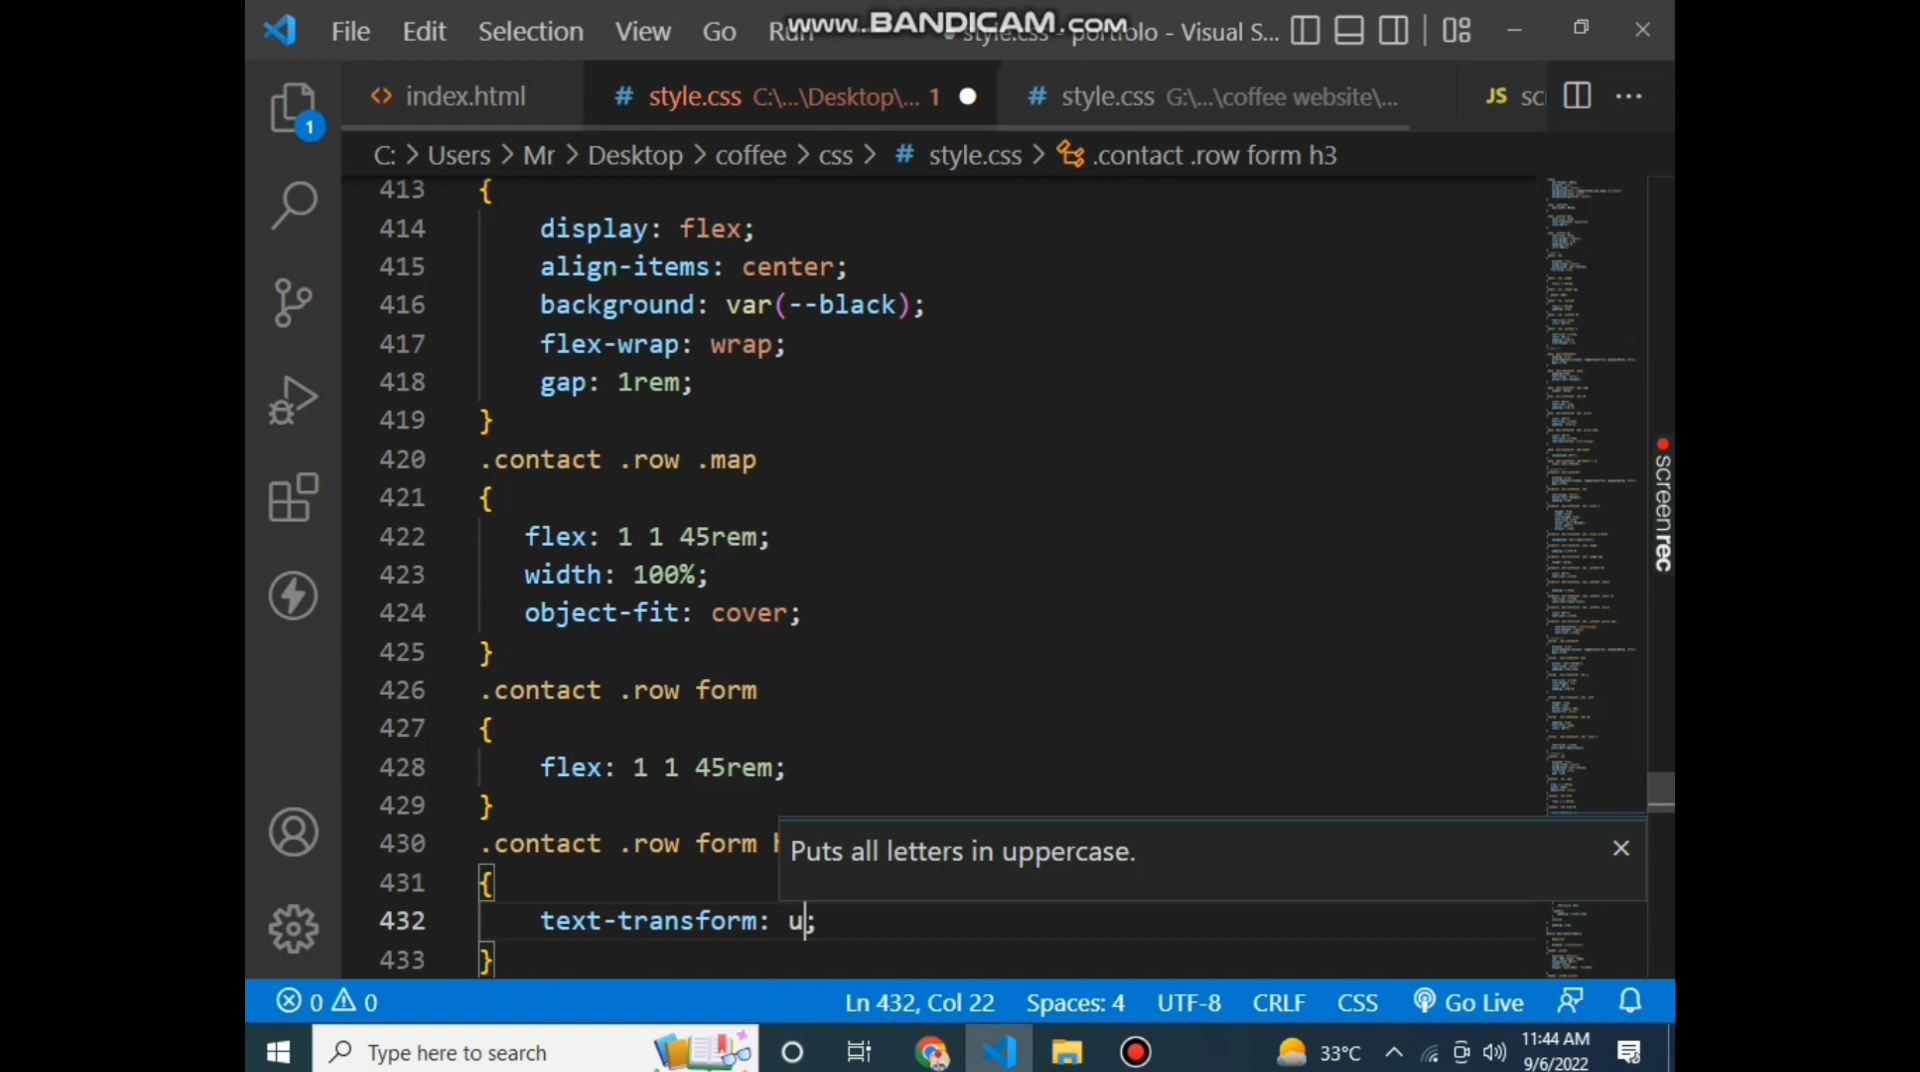 File Edit Selection View Go Run www.BANDICAM.com style.css - portfolo - Visual S...
index.html style.css C:\...\Desktop\... 1 style.css G:\...\coffee website\... JS sc
1
C: > Users > Mr > Desktop > coffee > css > # style.css > .contact .row form h3
413 {
414 display: flex;
415 align-items: center;
416 background: var(--black);
417 flex-wrap: wrap;
418 gap: 1rem;
419 }
420 .contact .row .map
421 {
422 flex: 1 1 45rem;
423 width: 100%;
424 object-fit: cover;
425 }
426 .contact .row form
427 {
428 flex: 1 1 45rem;
429 }
430 .contact .row form h
Puts all letters in uppercase.
431 {
432 text-transform: u;
433 }
screenrec
0 0 Ln 432, Col 22 Spaces: 4 UTF-8 CRLF CSS Go Live
Type here to search 33°C 11:44 AM
9/6/2022